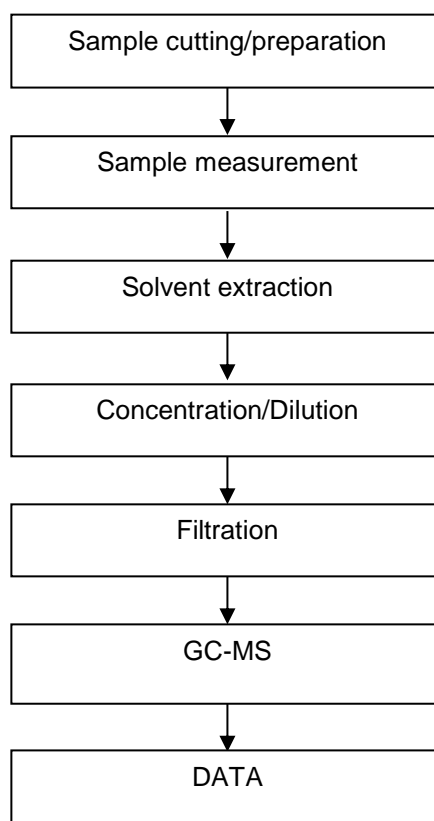 Sample cutting/preparation
Sample measurement
Solvent extraction
Concentration/Dilution
Filtration
GC-MS
DATA